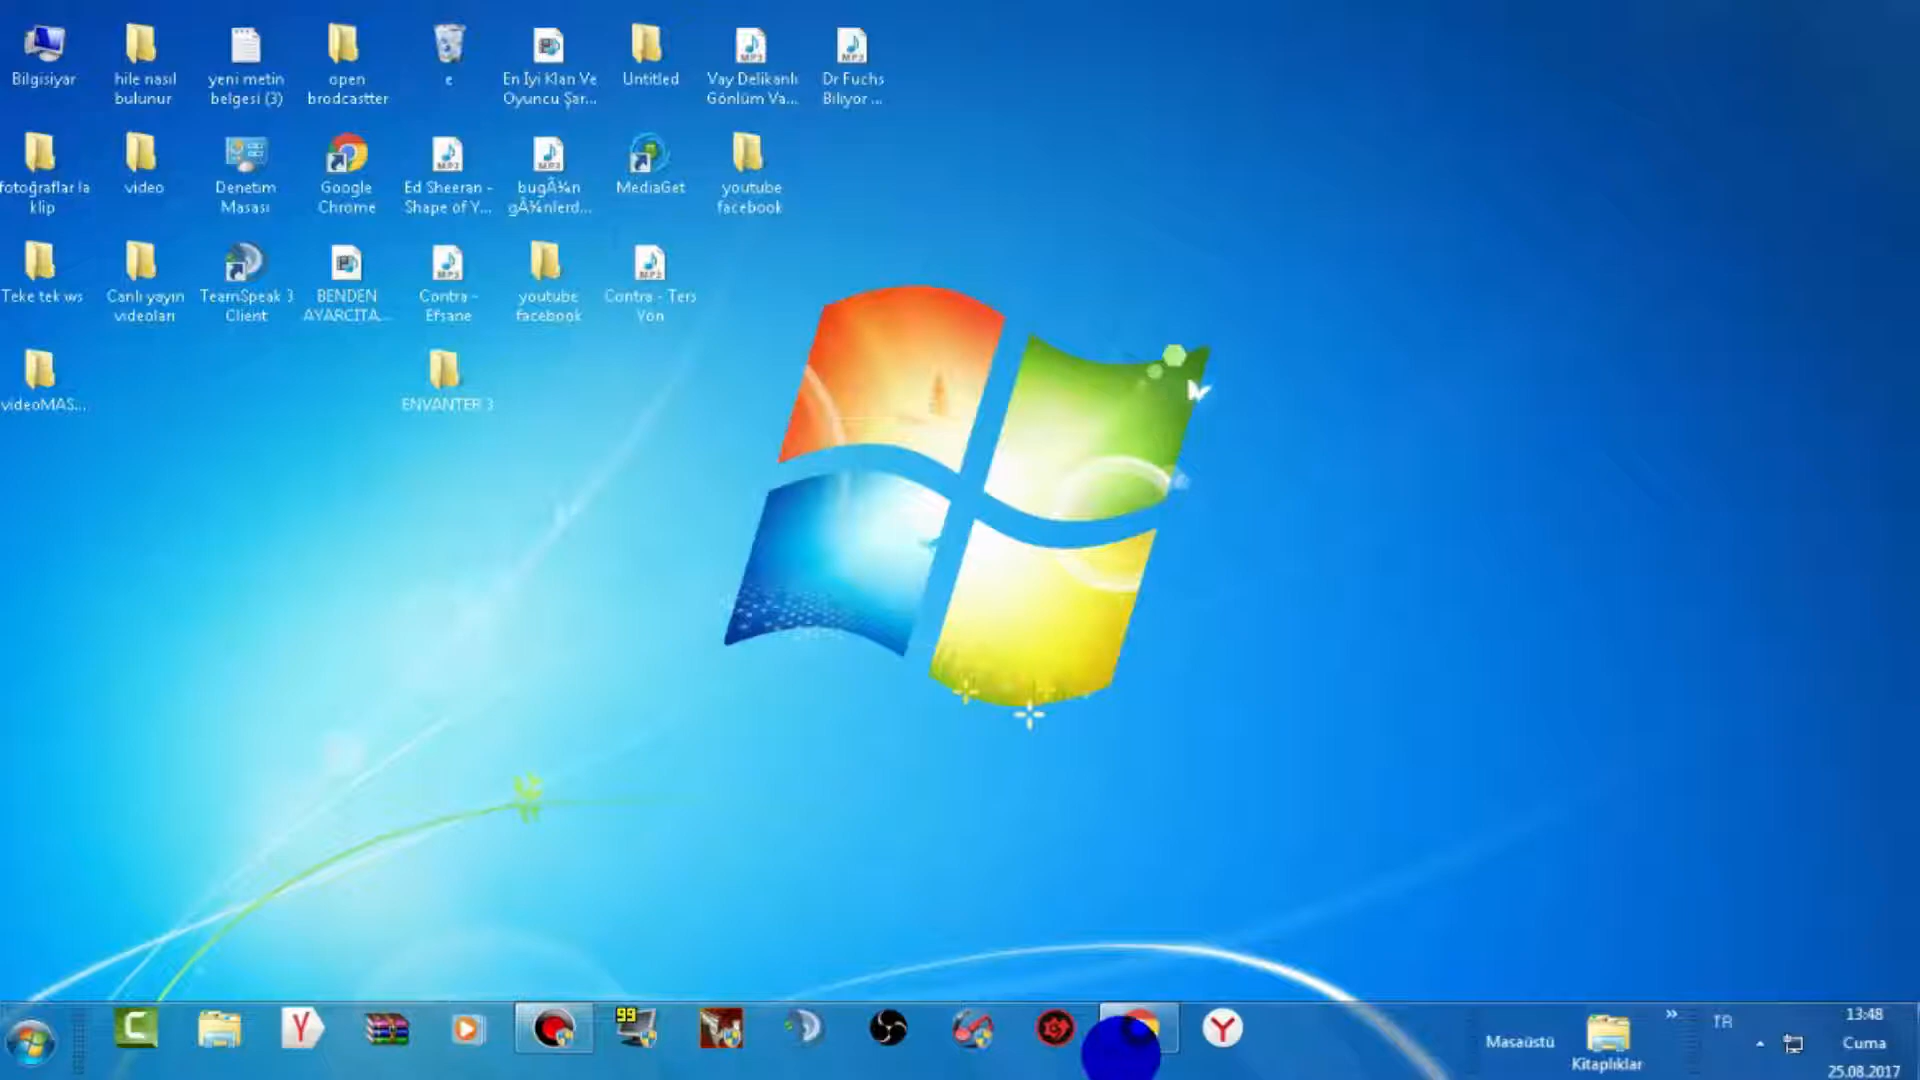 Bilgisiyar
hile nasıl
bulunur
yeni metin
belgesi (3)
open
brodcastter
e
En İyi Klan Ve
Oyuncu Şar...
Untitled
Vay Delikanlı
Gönlüm Va...
Dr Fuchs
Biliyor ...
fotoğraflar la
klip
video
Denetim
Masası
Google
Chrome
Ed Sheeran -
Shape of Y...
bugÃ¼n
gÃ¼nlerd...
MediaGet
youtube
facebook
Teke tek ws
Canlı yayın
videoları
TeamSpeak 3
Client
BENDEN
AYARCITA...
Contra -
Efsane
youtube
facebook
Contra - Ters
Yön
videoMAS...
ENVANTER 3
99
Masaüstü
Kitaplıklar
»
TR
13:48
Cuma
25.08.2017